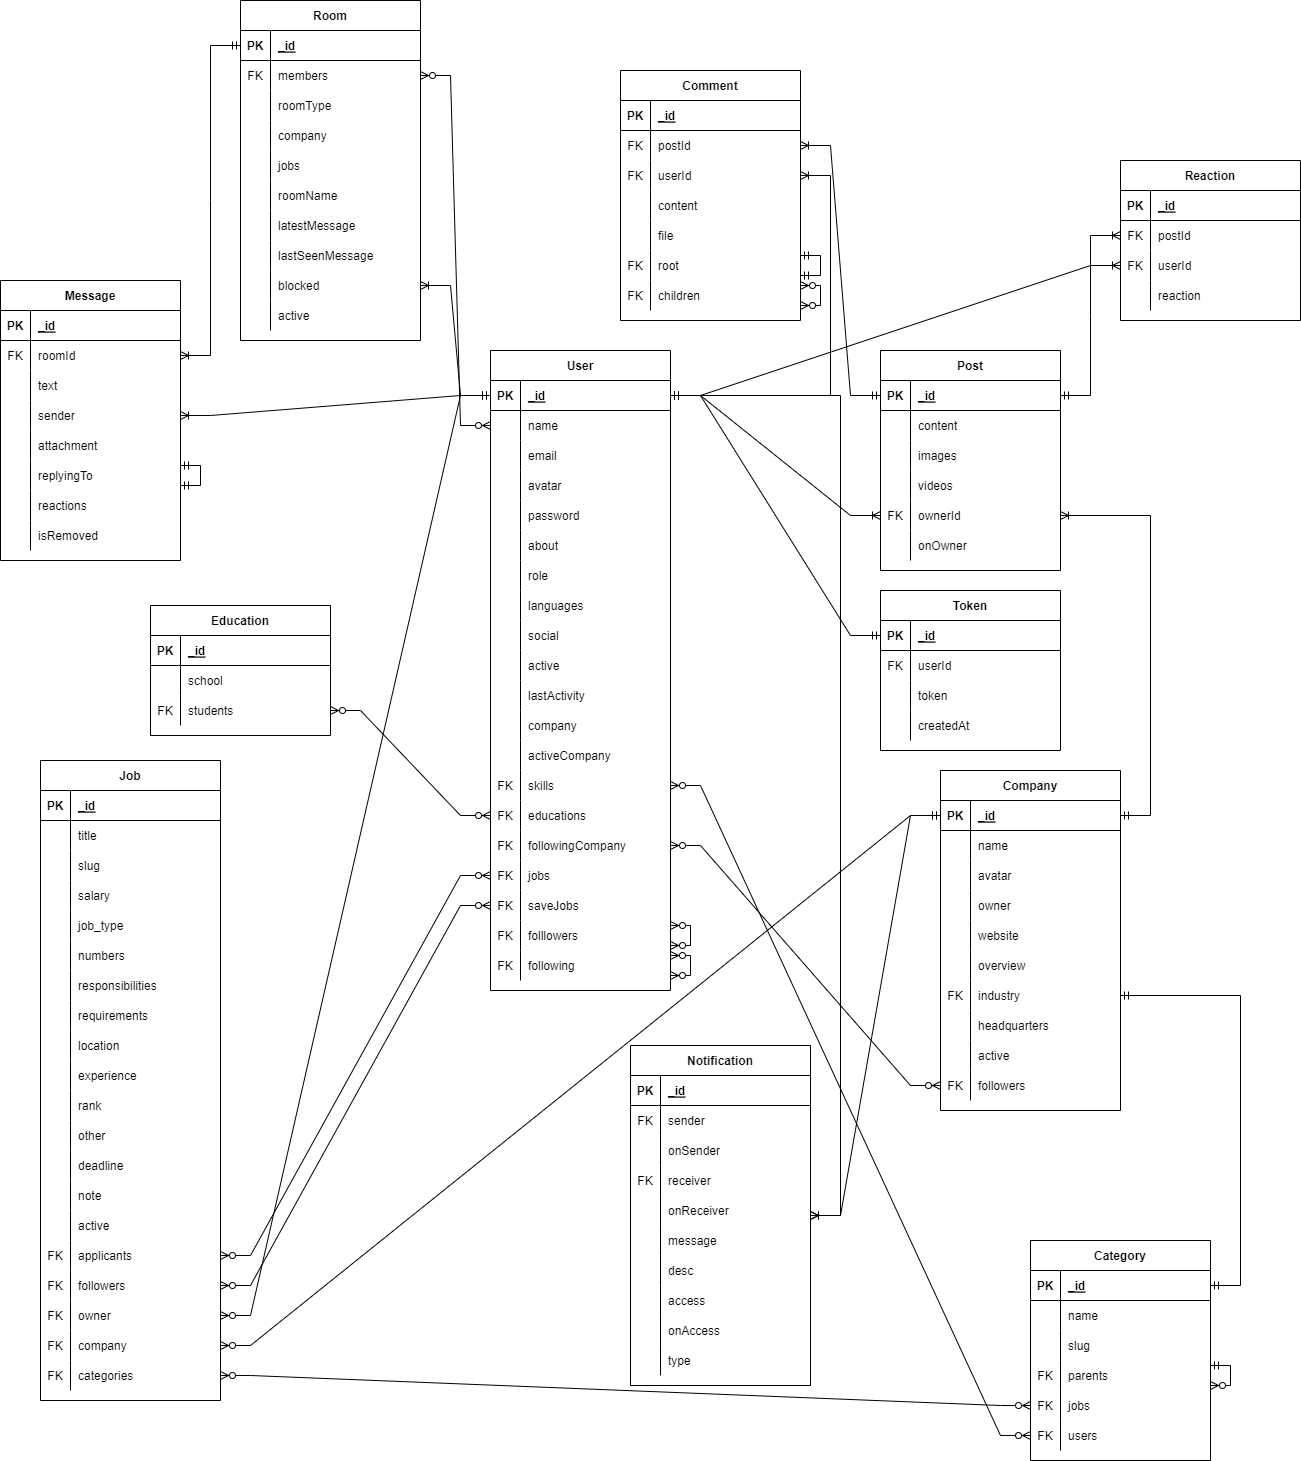 Room
PK _id
FK members
roomType
company
jobs
roomName
latestMessage
lastSeenMessage
blocked
active
Comment
PK _id
FK postId
FK userId
content
file
FK root
FK children
Reaction
PK _id
FK postId
FK userId
reaction
Message
PK _id
FK roomId
text
sender
attachment
replyingTo
reactions
isRemoved
User
PK _id
name
email
avatar
password
about
role
languages
social
active
lastActivity
company
activeCompany
FK skills
FK educations
FK followingCompany
FK jobs
FK saveJobs
FK folllowers
FK following
Post
PK _id
content
images
videos
FK ownerId
onOwner
Token
PK _id
FK userId
token
createdAt
Education
PK _id
school
FK students
Job
PK _id
title
slug
salary
job_type
numbers
responsibilities
requirements
location
experience
rank
other
deadline
note
active
FK applicants
FK followers
FK owner
FK company
FK categories
Company
PK _id
name
avatar
owner
website
overview
FK industry
headquarters
active
FK followers
Notification
PK _id
FK sender
onSender
FK receiver
onReceiver
message
desc
access
onAccess
type
Category
PK _id
name
slug
FK parents
FK jobs
FK users